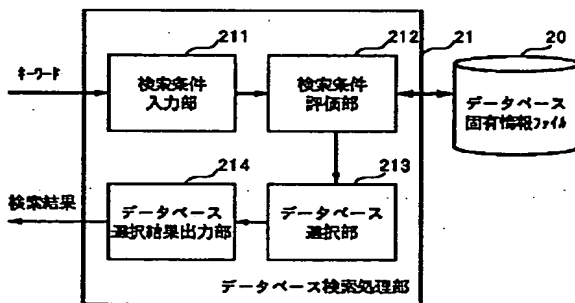 211
212
21
20
キーワード
検索条件
入力部
検索条件
評価部
データベース
固有情報ファイル
214
213
検索結果
データベース
選択結果出力部
データベース
選択部
データベース検索処理部